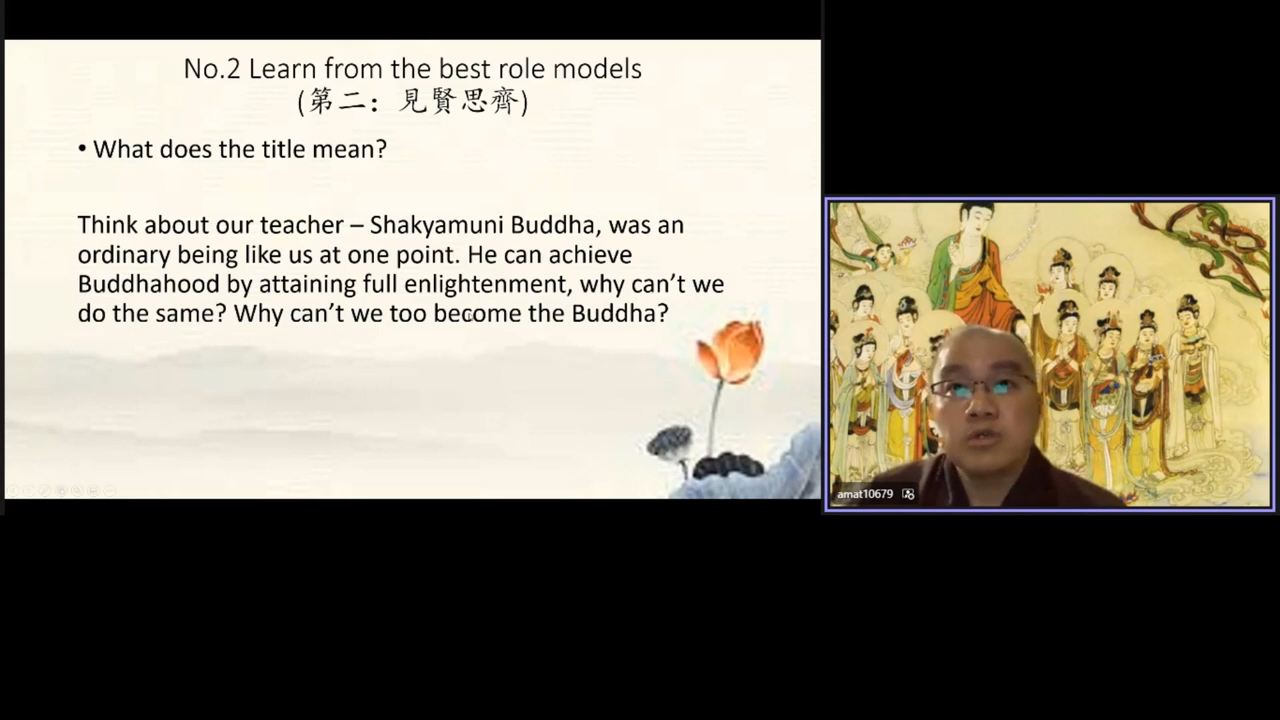 No.2 Learn from the best role models
(第二：見賢思齊)
• What does the title mean?
Think about our teacher – Shakyamuni Buddha, was an
ordinary being like us at one point. He can achieve
Buddhahood by attaining full enlightenment, why can't we
do the same? Why can't we too become the Buddha?
amat10679